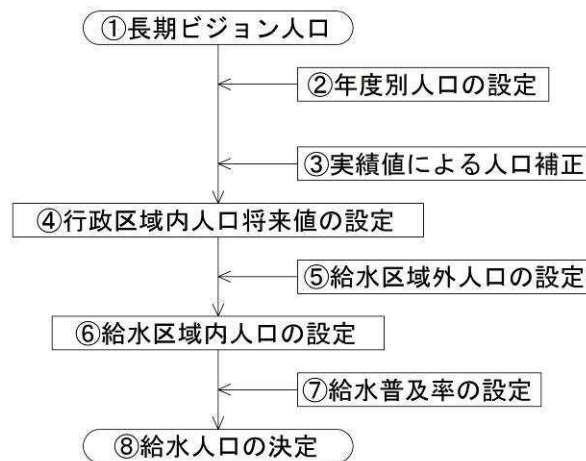 ①長期ビジョン人口
②年度別人口の設定
③実績値による人口補正
④行政区域内人口将来値の設定
⑤給水区域外人口の設定
⑥給水区域内人口の設定
⑦給水普及率の設定
⑧給水人口の決定